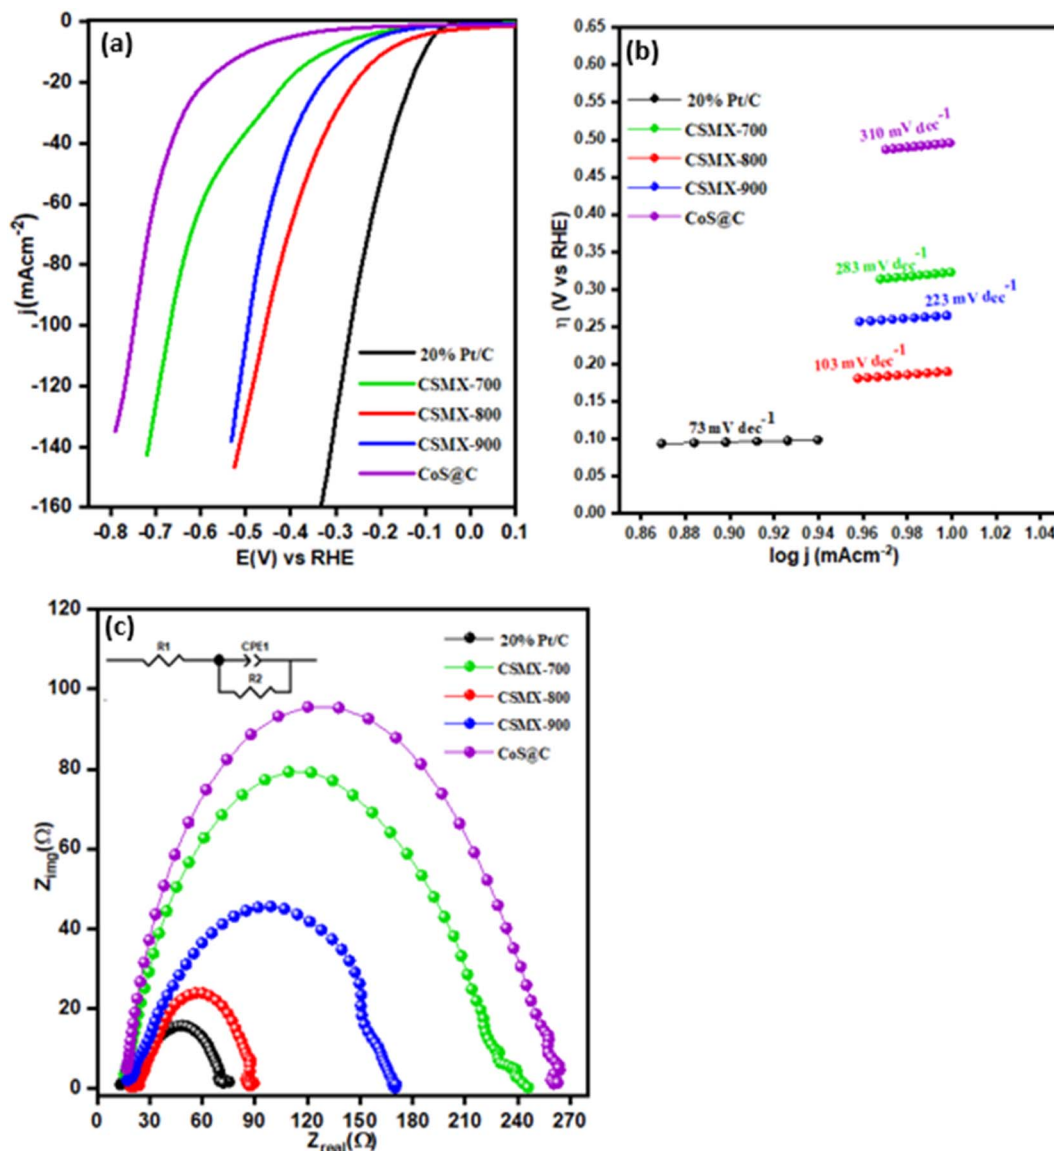 (a)
0
-20
-40
-60
-80
-100
-120
-140
-160
j(mAcm-2)
20% Pt/C
CSMX-700
CSMX-800
CSMX-900
CoS@C
-0.8 -0.7 -0.6 -0.5 -0.4 -0.3 -0.2 -0.1 0.0 0.1
E(V) vs RHE
(b)
0.65
0.60
0.55
0.50
0.45
0.40
0.35
0.30
0.25
0.20
0.15
0.10
0.05
0.00
η (V vs RHE)
20% Pt/C
CSMX-700
CSMX-800
CSMX-900
CoS@C
310 mV dec-1
283 mV dec-1
223 mV dec-1
103 mV dec-1
73 mV dec-1
0.86 0.88 0.90 0.92 0.94 0.96 0.98 1.00 1.02 1.04
log j (mAcm-2)
(c)
120
100
80
60
40
20
0
Zimg(Ω)
R1 CPE1
R2
20% Pt/C
CSMX-700
CSMX-800
CSMX-900
CoS@C
0 30 60 90 120 150 180 210 240 270
Zreal(Ω)